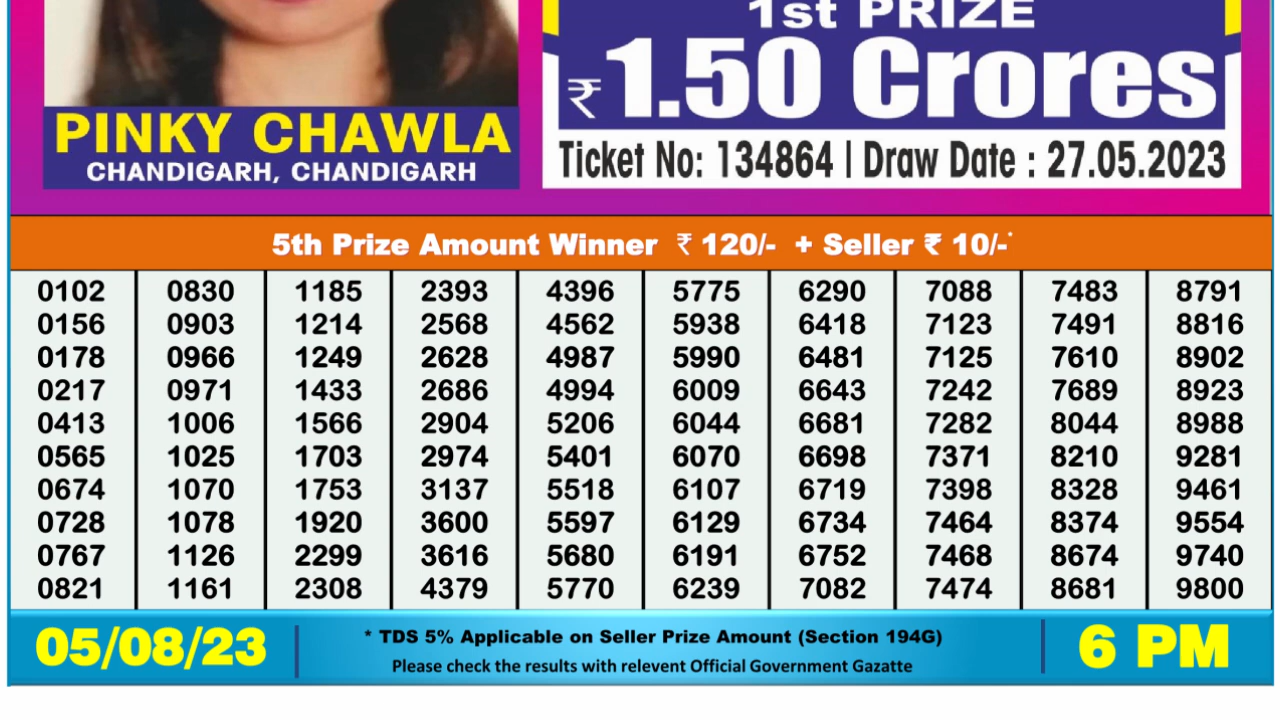 1st PRIZE
₹ 1.50 Crores
PINKY CHAWLA
CHANDIGARH, CHANDIGARH
Ticket No: 134864 | Draw Date : 27.05.2023
5th Prize Amount Winner ₹ 120/- + Seller ₹ 10/-*
0102 0830 1185 2393 4396 5775 6290 7088 7483 8791
0156 0903 1214 2568 4562 5938 6418 7123 7491 8816
0178 0966 1249 2628 4987 5990 6481 7125 7610 8902
0217 0971 1433 2686 4994 6009 6643 7242 7689 8923
0413 1006 1566 2904 5206 6044 6681 7282 8044 8988
0565 1025 1703 2974 5401 6070 6698 7371 8210 9281
0674 1070 1753 3137 5518 6107 6719 7398 8328 9461
0728 1078 1920 3600 5597 6129 6734 7464 8374 9554
0767 1126 2299 3616 5680 6191 6752 7468 8674 9740
0821 1161 2308 4379 5770 6239 7082 7474 8681 9800
05/08/23
* TDS 5% Applicable on Seller Prize Amount (Section 194G)
Please check the results with relevent Official Government Gazatte
6 PM